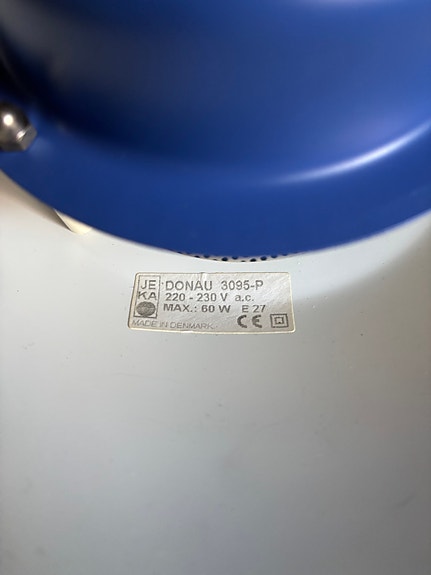 JE DONAU 3095-P
KA 220 - 230 V a.c.
MAX.: 60 W E 27
MADE IN DENMARK CE